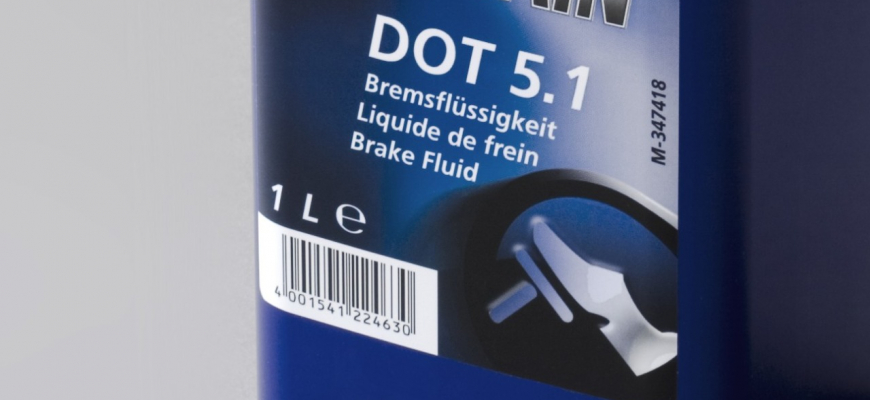 DOT 5.1
Bremsflüssigkeit
Liquide de frein
Brake Fluid
M-347418
1 L ℮
4 001541 224630